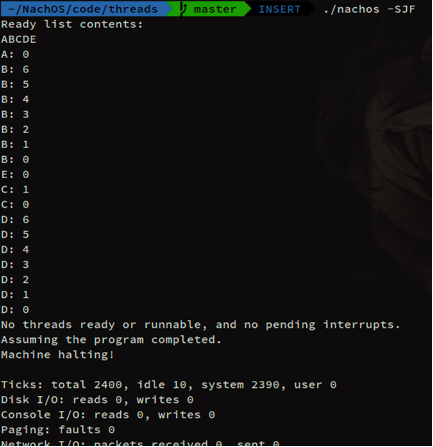 ~/NachOS/code/threads master INSERT ./nachos -SJF
Ready list contents:
ABCDE
A: 0
B: 6
B: 5
B: 4
B: 3
B: 2
B: 1
B: 0
E: 0
C: 1
C: 0
D: 6
D: 5
D: 4
D: 3
D: 2
D: 1
D: 0
No threads ready or runnable, and no pending interrupts.
Assuming the program completed.
Machine halting!
Ticks: total 2400, idle 10, system 2390, user 0
Disk I/O: reads 0, writes 0
Console I/O: reads 0, writes 0
Paging: faults 0
Network I/O: packets received 0, sent 0